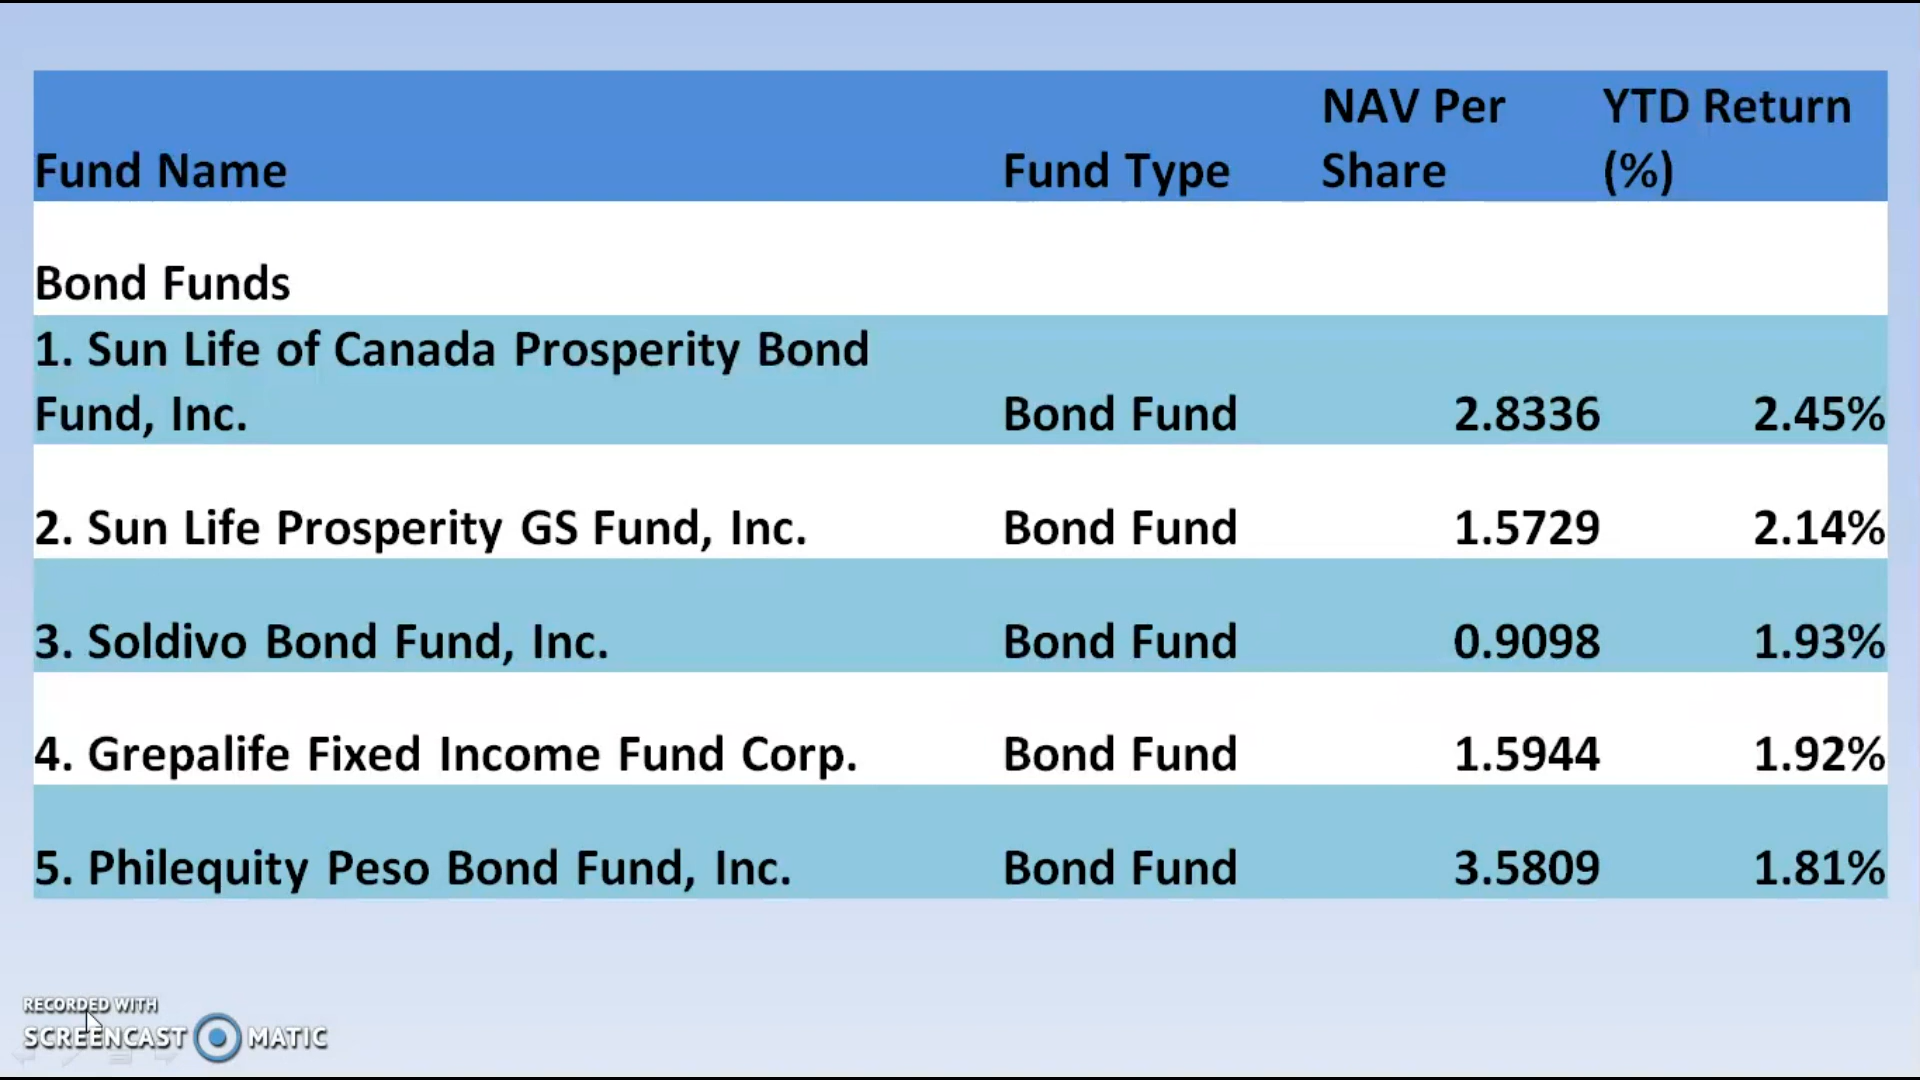 Fund Name Fund Type NAV Per Share YTD Return (%)
Bond Funds
1. Sun Life of Canada Prosperity Bond
Fund, Inc. Bond Fund 2.8336 2.45%
2. Sun Life Prosperity GS Fund, Inc. Bond Fund 1.5729 2.14%
3. Soldivo Bond Fund, Inc. Bond Fund 0.9098 1.93%
4. Grepalife Fixed Income Fund Corp. Bond Fund 1.5944 1.92%
5. Philequity Peso Bond Fund, Inc. Bond Fund 3.5809 1.81%
RECORDED WITH
SCREENCAST MATIC